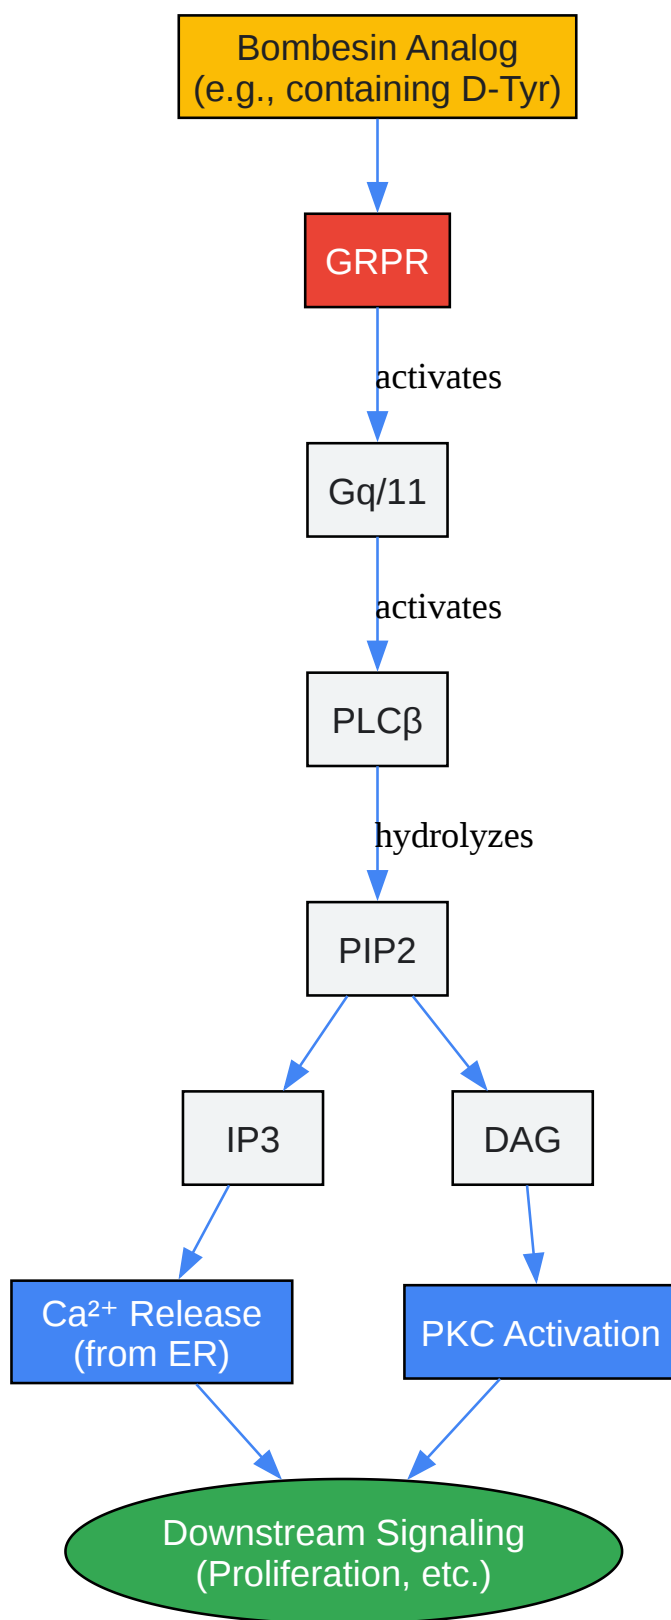 Bombesin Analog
(e.g., containing D-Tyr)
GRPR
activates
Gq/11
activates
PLCβ
hydrolyzes
PIP2
IP3
DAG
Ca²⁺ Release
(from ER)
PKC Activation
Downstream Signaling
(Proliferation, etc.)